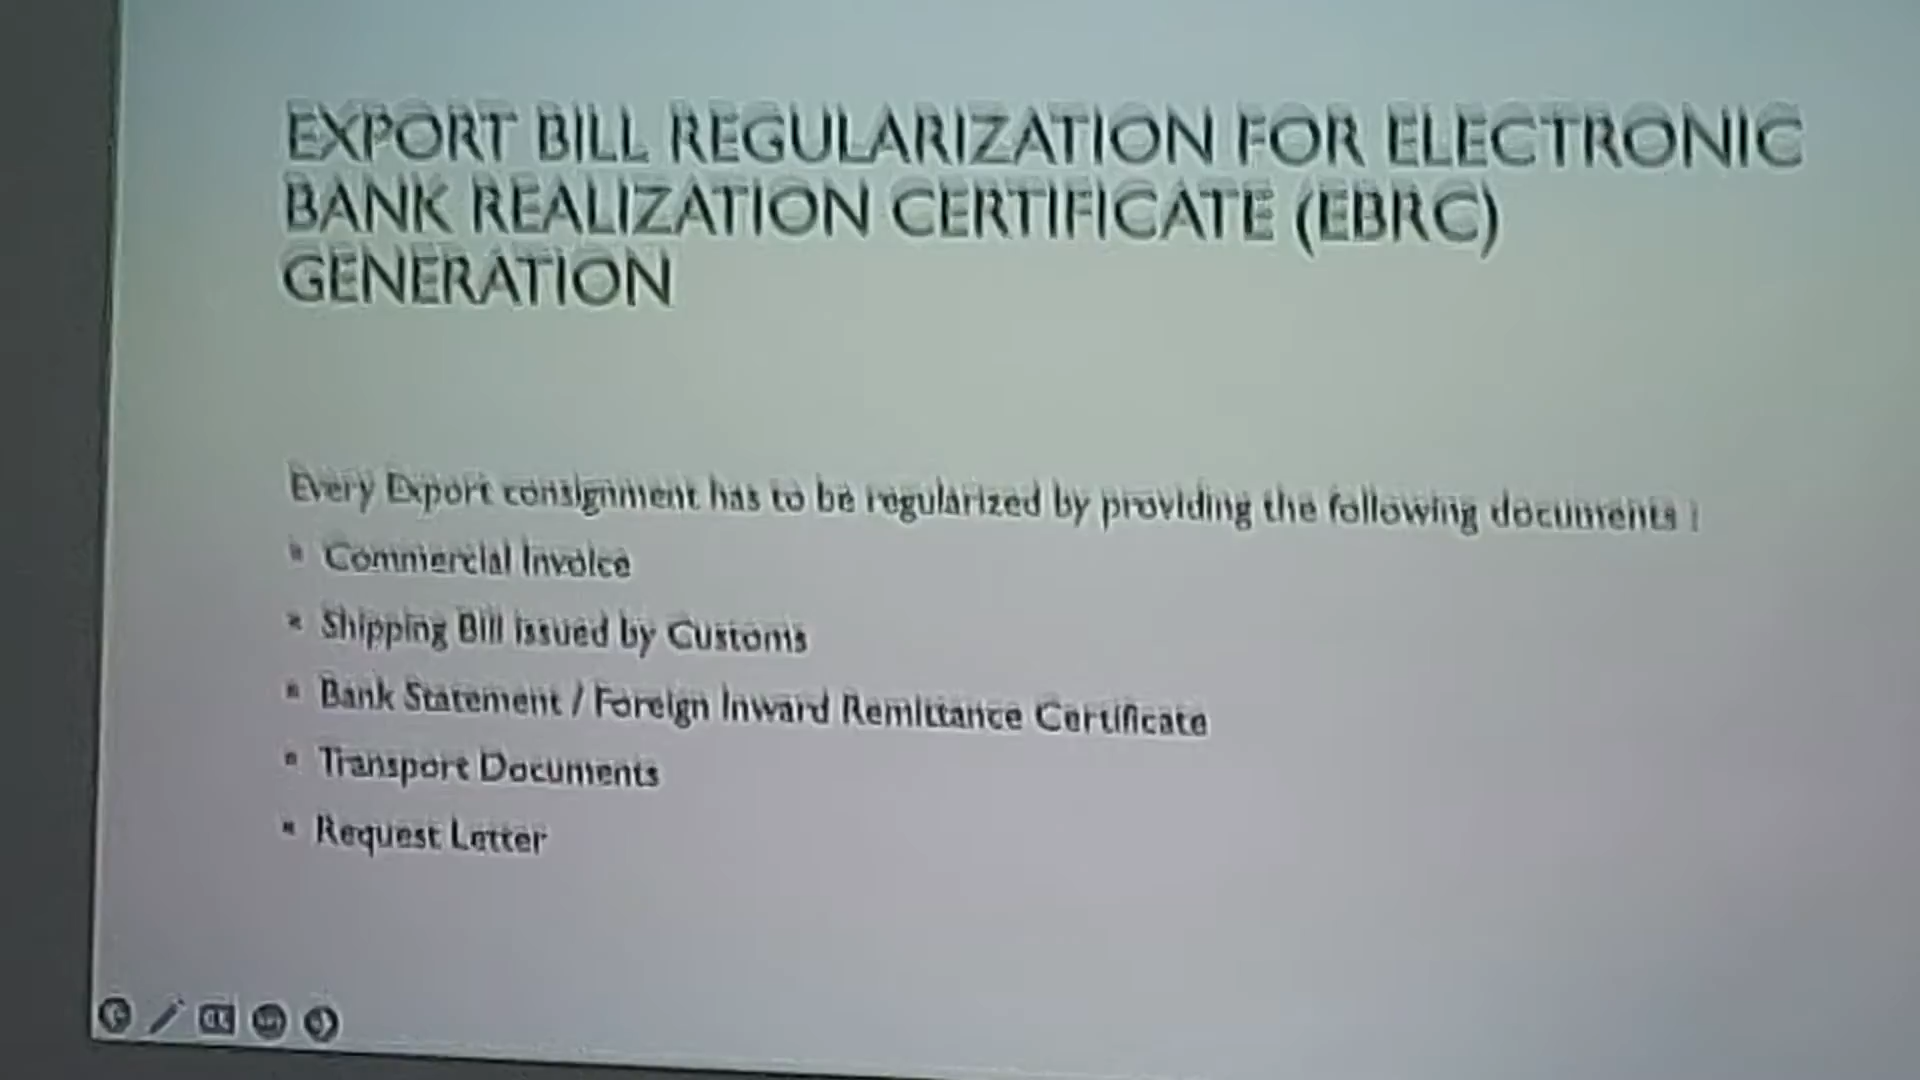 EXPORT BILL REGULARIZATION FOR ELECTRONIC
BANK REALIZATION CERTIFICATE (EBRC)
GENERATION
Every Export consignment has to be regularized by providing the following documents :
Commercial Invoice
Shipping Bill issued by Customs
Bank Statement / Foreign Inward Remittance Certificate
Transport Documents
Request Letter